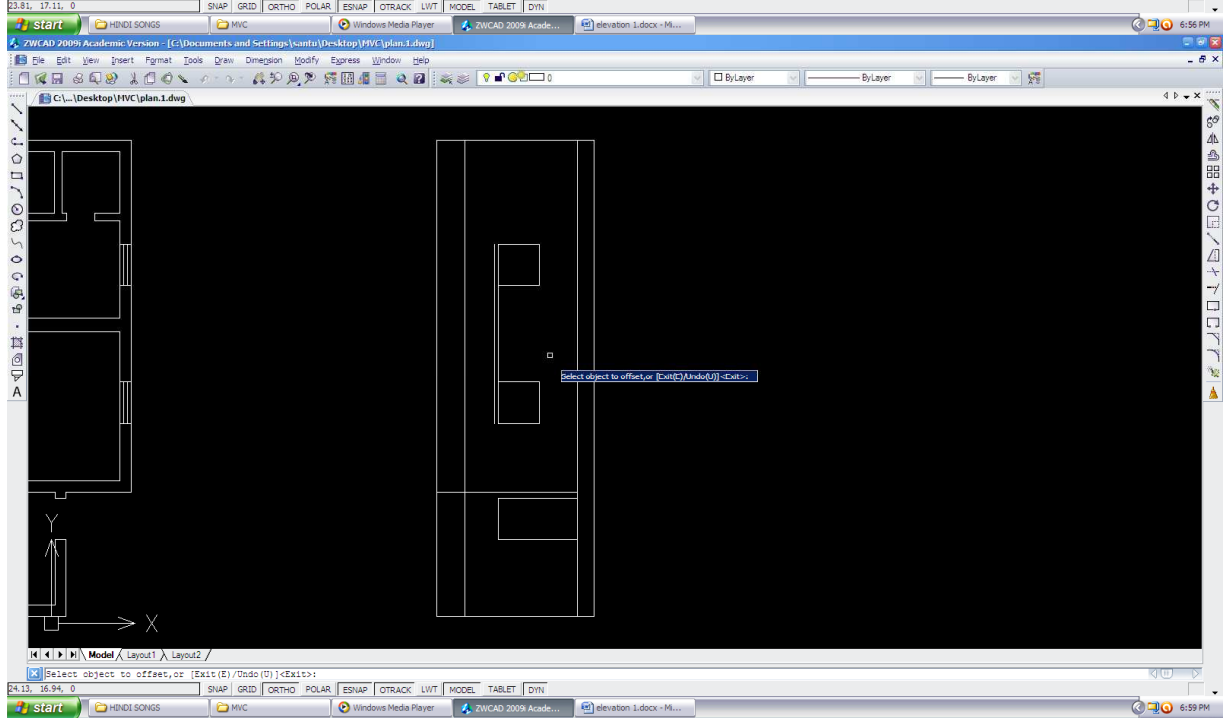 23.81, 17.11, 0 SNAP GRID ORTHO POLAR ESNAP OTRACK LWT MODEL TABLET DYN
start HINDI SONGS MVC Windows Media Player ZWCAD 2009i Acade... elevation 1.docx - Mi... 6:56 PM
ZWCAD 2009i Academic Version - [C:\Documents and Settings\santu\Desktop\MVC\plan.1.dwg]
File Edit View Insert Format Tools Draw Dimension Modify Express Window Help
0 ByLayer ByLayer ByLayer
C:\...\Desktop\MVC\plan.1.dwg
Select object to offset,or [Exit(E)/Undo(U)]<Exit>:
Y
X
A
Model Layout1 Layout2
Select object to offset,or [Exit(E)/Undo(U)]<Exit>:
24.13, 16.94, 0 SNAP GRID ORTHO POLAR ESNAP OTRACK LWT MODEL TABLET DYN
start HINDI SONGS MVC Windows Media Player ZWCAD 2009i Acade... elevation 1.docx - Mi... 6:59 PM